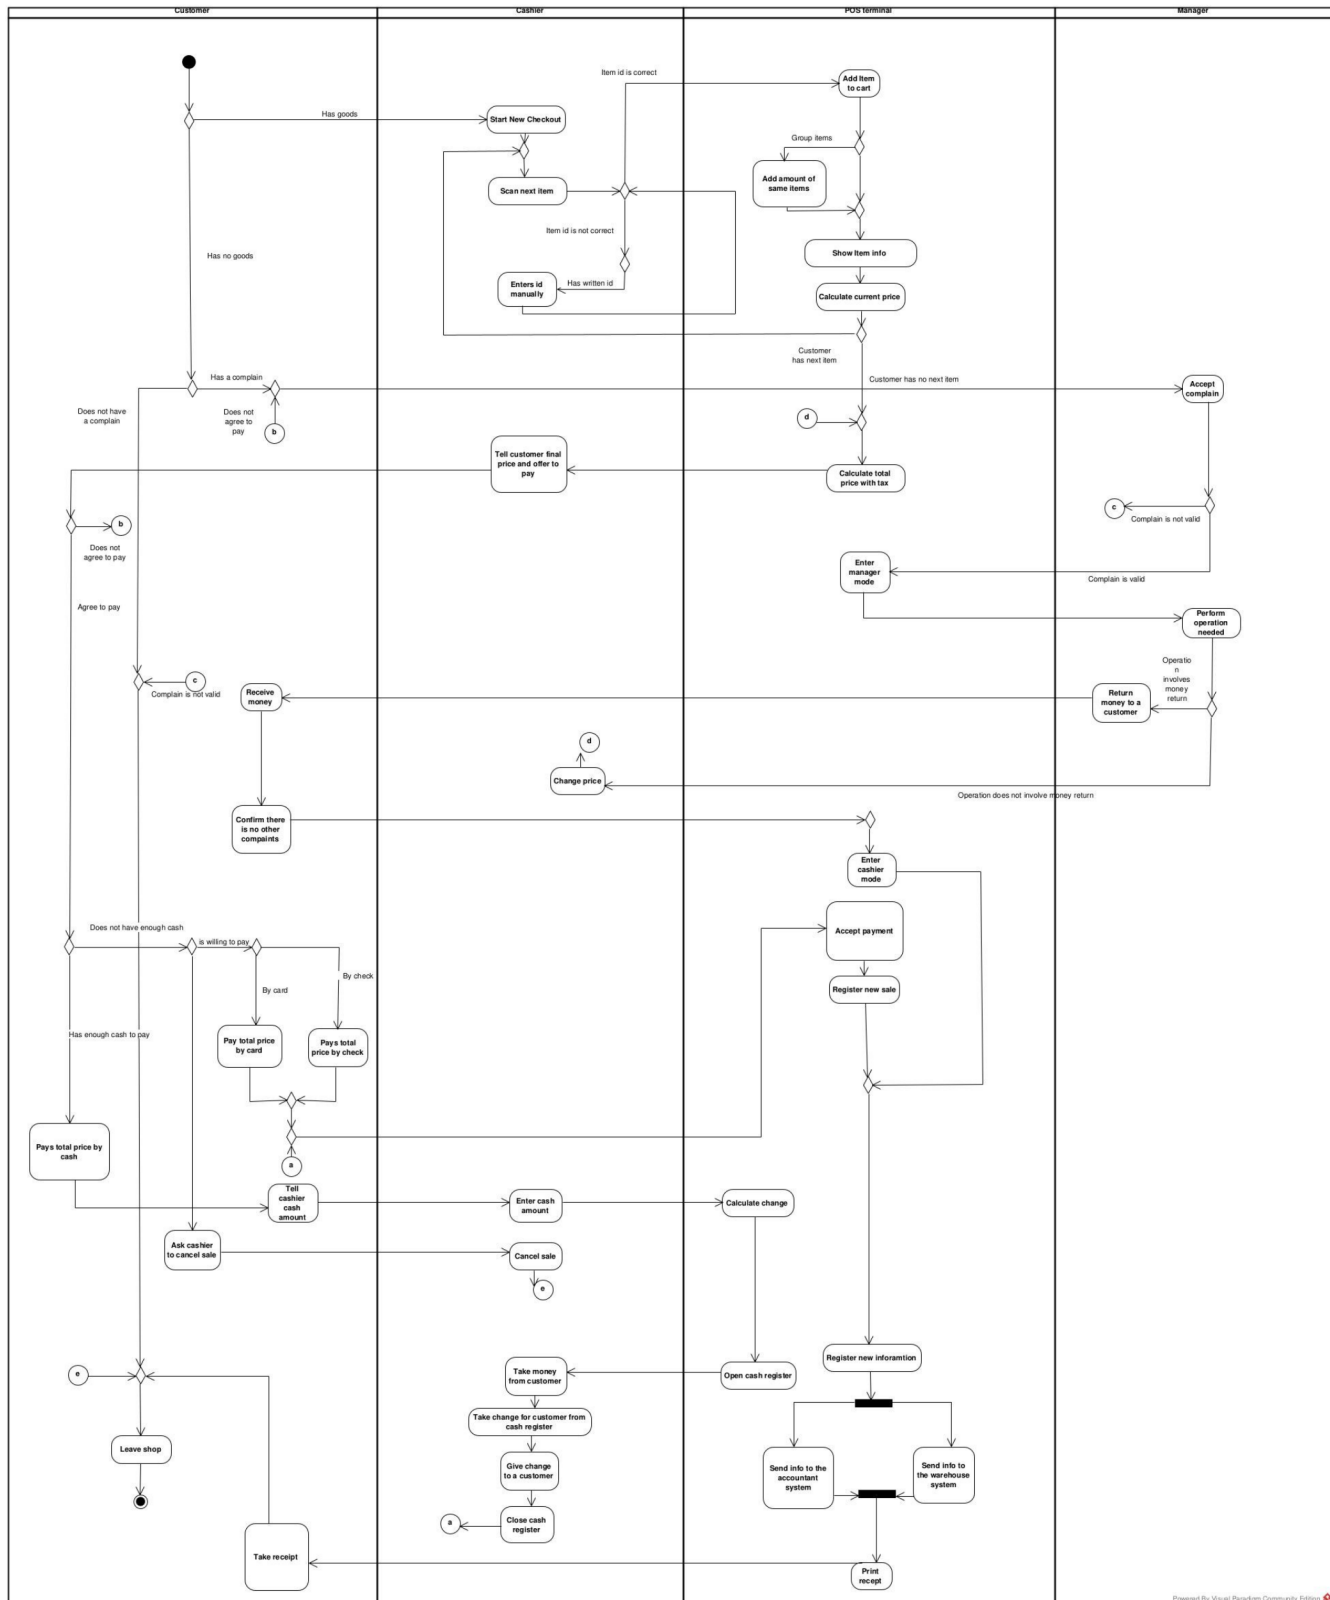 Customer
Cashier
POS terminal
Manager
Item id is correct
Add Item
to cart
Has goods
Start New Checkout
Group items
Add amount of
same items
Scan next item
Item id is not correct
Has no goods
Show Item info
Enters id
manually
Has written id
Calculate current price
Customer
has next item
Has a complain
Customer has no next item
Accept
complain
Does not have
a complain
Does not
agree to
pay
b
d
Tell customer final
price and offer to
pay
Calculate total
price with tax
c
Complain is not valid
b
Does not
agree to pay
Enter
manager
mode
Complain is valid
Agree to pay
Perform
operation
needed
Operatio
n
involves
money
return
c
Complain is not valid
Receive
money
Return
money to a
customer
d
Change price
Operation does not involve money return
Confirm there
is no other
compaints
Enter
cashier
mode
Does not have enough cash
is willing to pay
Accept payment
By check
By card
Register new sale
Has enough cash to pay
Pay total price
by card
Pays total
price by check
Pays total price by
cash
a
Tell
cashier
cash
amount
Enter cash
amount
Calculate change
Ask cashier
to cancel sale
Cancel sale
e
Register new inforamtion
e
Take money
from customer
Open cash register
Take change for customer from
cash register
Leave shop
Give change
to a customer
Send info to the
accountant
system
Send info to
the warehouse
system
a
Close cash
register
Take receipt
Print
recept
Powered By Visual Paradigm Community Edition